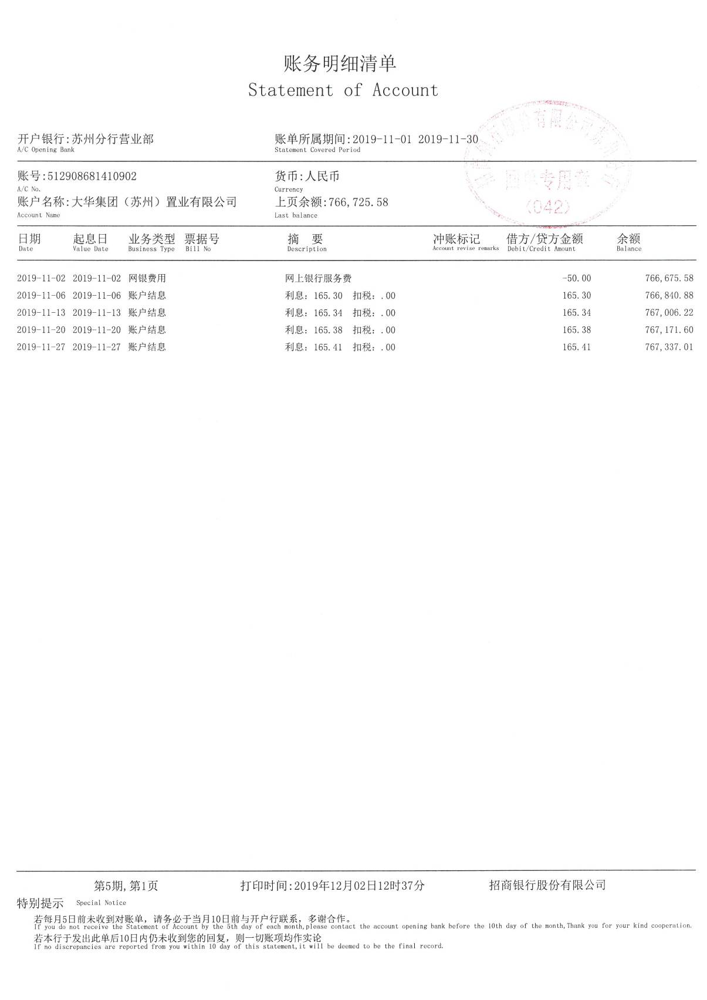 账务明细清单
Statement of Account
开户银行:苏州分行营业部 账单所属期间:2019-11-01 2019-11-30
A/C Opening Bank Statement Covered Period
账号:512908681410902 货币:人民币
A/C No. Currency
账户名称:大华集团（苏州）置业有限公司 上页余额:766,725.58
Account Name Last balance
回单专用章
(042)
日期 起息日 业务类型 票据号 摘 要 冲账标记 借方/贷方金额 余额
Date Value Date Business Type Bill No Description Account revise remarks Debit/Credit Amount Balance
2019-11-02 2019-11-02 网银费用 网上银行服务费 -50.00 766,675.58
2019-11-06 2019-11-06 账户结息 利息：165.30 扣税：.00 165.30 766,840.88
2019-11-13 2019-11-13 账户结息 利息：165.34 扣税：.00 165.34 767,006.22
2019-11-20 2019-11-20 账户结息 利息：165.38 扣税：.00 165.38 767,171.60
2019-11-27 2019-11-27 账户结息 利息：165.41 扣税：.00 165.41 767,337.01
第5期,第1页 打印时间:2019年12月02日12时37分 招商银行股份有限公司
特别提示 Special Notice
若每月5日前未收到对账单，请务必于当月10日前与开户行联系，多谢合作。
If you do not receive the Statement of Account by the 5th day of each month,please contact the account opening bank before the 10th day of the month,Thank you for your kind cooperation.
若本行于发出此单后10日内仍未收到您的回复，则一切账项均作实论
If no discrepancies are reported from you within 10 day of this statement,it will be deemed to be the final record.